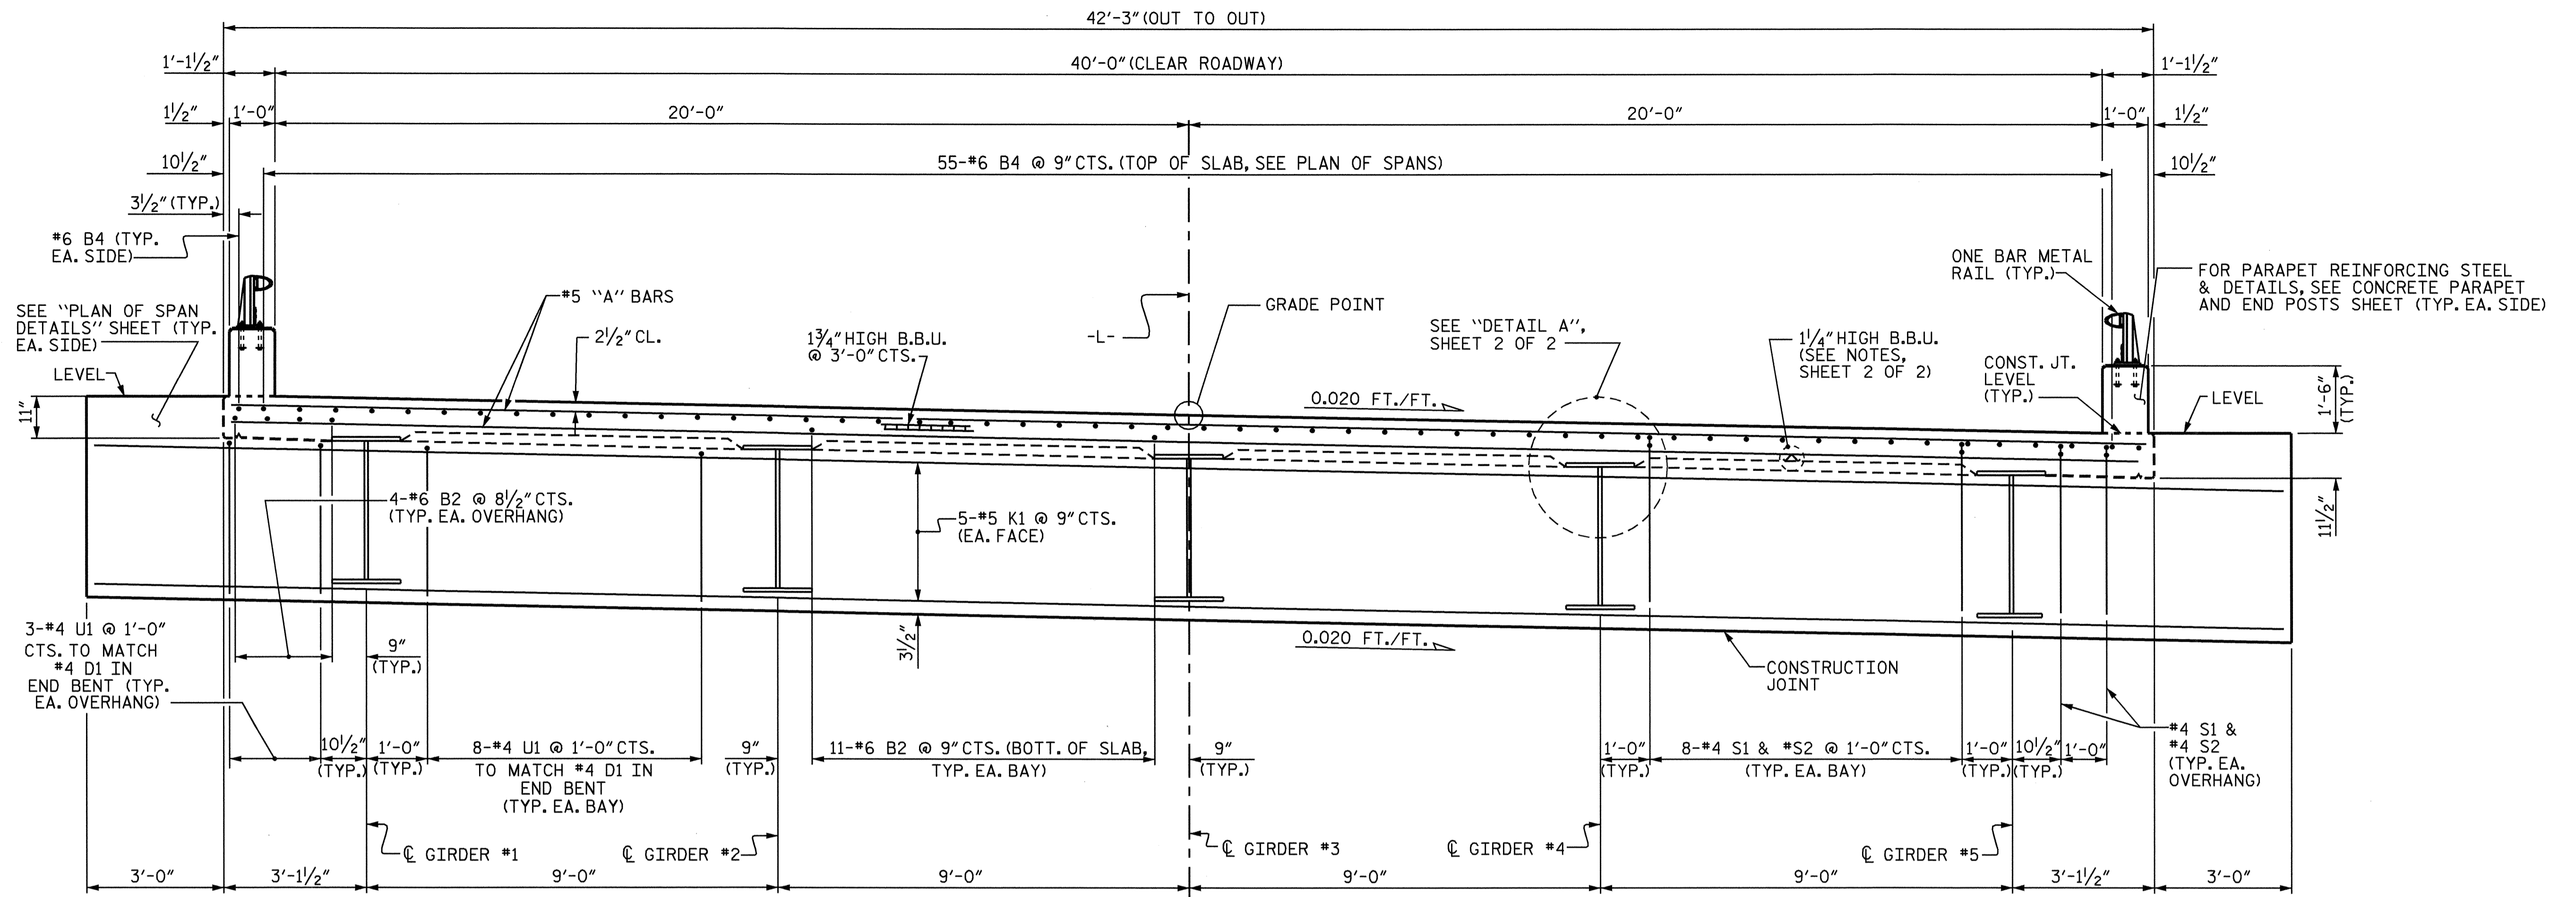 42'-3" (OUT TO OUT)
1'-1½"
40'-0" (CLEAR ROADWAY)
1'-1½"
1½"
1'-0"
20'-0"
20'-0"
1'-0"
1½"
10½"
55-#6 B4 @ 9" CTS. (TOP OF SLAB, SEE PLAN OF SPANS)
10½"
3½" (TYP.)
#6 B4 (TYP.
EA. SIDE)
SEE "PLAN OF SPAN
DETAILS" SHEET (TYP.
EA. SIDE)
LEVEL
11"
#5 "A" BARS
2½" CL.
1¾" HIGH B.B.U.
@ 3'-0" CTS.
-L-
GRADE POINT
SEE "DETAIL A",
SHEET 2 OF 2
0.020 FT./FT.
1¼" HIGH B.B.U.
(SEE NOTES,
SHEET 2 OF 2)
ONE BAR METAL
RAIL (TYP.)
CONST. JT.
LEVEL
(TYP.)
FOR PARAPET REINFORCING STEEL
& DETAILS, SEE CONCRETE PARAPET
AND END POSTS SHEET (TYP. EA. SIDE)
1'-6"
(TYP.)
LEVEL
11½"
4-#6 B2 @ 8½" CTS.
(TYP. EA. OVERHANG)
5-#5 K1 @ 9" CTS.
(EA. FACE)
3½"
0.020 FT./FT.
CONSTRUCTION
JOINT
3-#4 U1 @ 1'-0"
CTS. TO MATCH
#4 D1 IN
END BENT (TYP.
EA. OVERHANG)
9"
(TYP.)
10½"
(TYP.)
1'-0"
(TYP.)
8-#4 U1 @ 1'-0" CTS.
TO MATCH #4 D1 IN
END BENT
(TYP. EA. BAY)
9"
(TYP.)
11-#6 B2 @ 9" CTS. (BOTT. OF SLAB,
TYP. EA. BAY)
9"
(TYP.)
1'-0"
(TYP.)
8-#4 S1 & #S2 @ 1'-0" CTS.
(TYP. EA. BAY)
1'-0"
(TYP.)
10½"
(TYP.)
1'-0"
#4 S1 &
#4 S2
(TYP. EA.
OVERHANG)
℄ GIRDER #1
℄ GIRDER #2
℄ GIRDER #3
℄ GIRDER #4
℄ GIRDER #5
3'-0"
3'-1½"
9'-0"
9'-0"
9'-0"
9'-0"
3'-1½"
3'-0"